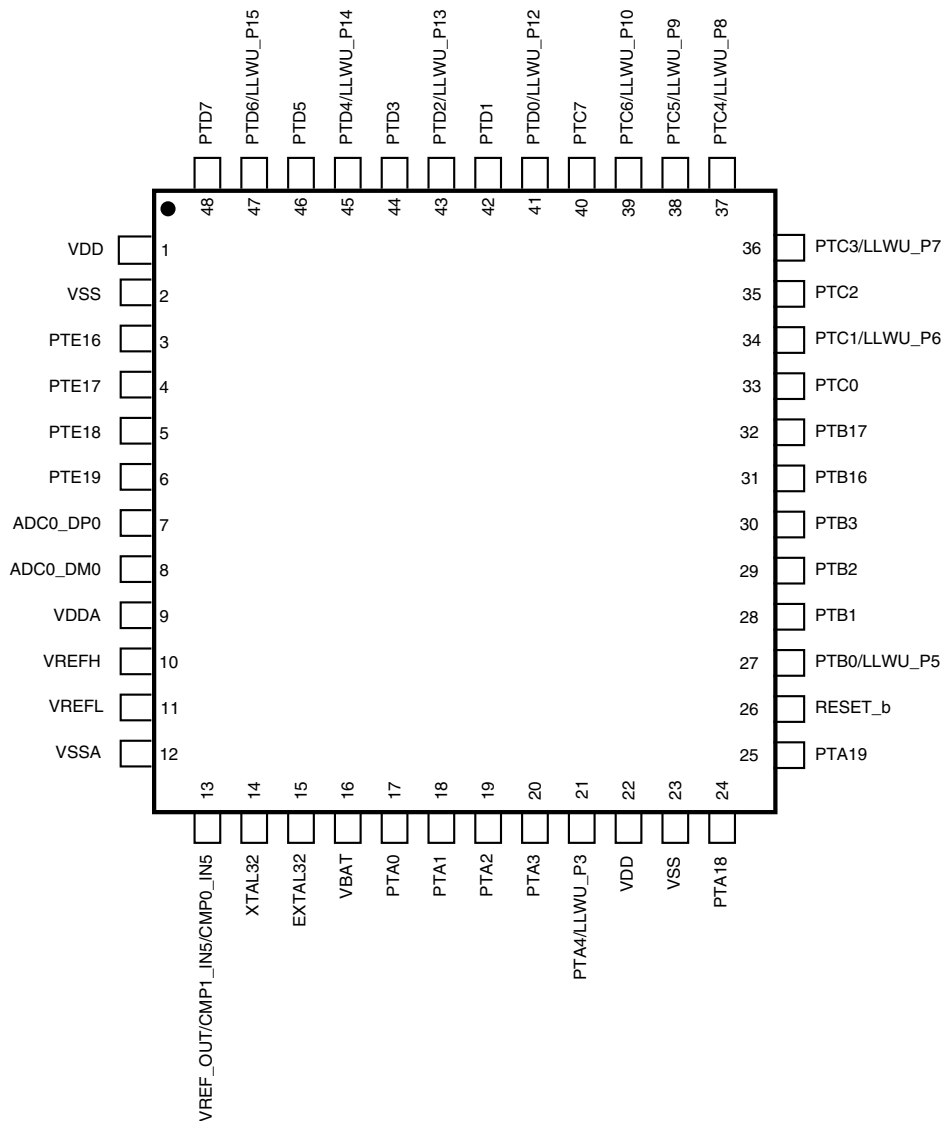 PTD7
PTD6/LLWU_P15
PTD5
PTD4/LLWU_P14
PTD3
PTD2/LLWU_P13
PTD1
PTD0/LLWU_P12
PTC7
PTC6/LLWU_P10
PTC5/LLWU_P9
PTC4/LLWU_P8
48
47
46
45
44
43
42
41
40
39
38
37
VDD 1
36 PTC3/LLWU_P7
VSS 2
35 PTC2
PTE16 3
34 PTC1/LLWU_P6
PTE17 4
33 PTC0
PTE18 5
32 PTB17
PTE19 6
31 PTB16
ADC0_DP0 7
30 PTB3
ADC0_DM0 8
29 PTB2
VDDA 9
28 PTB1
VREFH 10
27 PTB0/LLWU_P5
VREFL 11
26 RESET_b
VSSA 12
25 PTA19
13
14
15
16
17
18
19
20
21
22
23
24
VREF_OUT/CMP1_IN5/CMP0_IN5
XTAL32
EXTAL32
VBAT
PTA0
PTA1
PTA2
PTA3
PTA4/LLWU_P3
VDD
VSS
PTA18